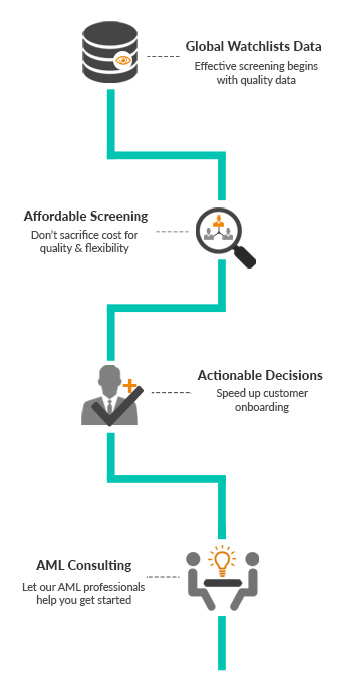 Global Watchlists Data
Effective screening begins
with quality data
Affordable Screening
Don't sacrifice cost for
quality & flexibility
Actionable Decisions
Speed up customer
onboarding
AML Consulting
Let our AML professionals
help you get started